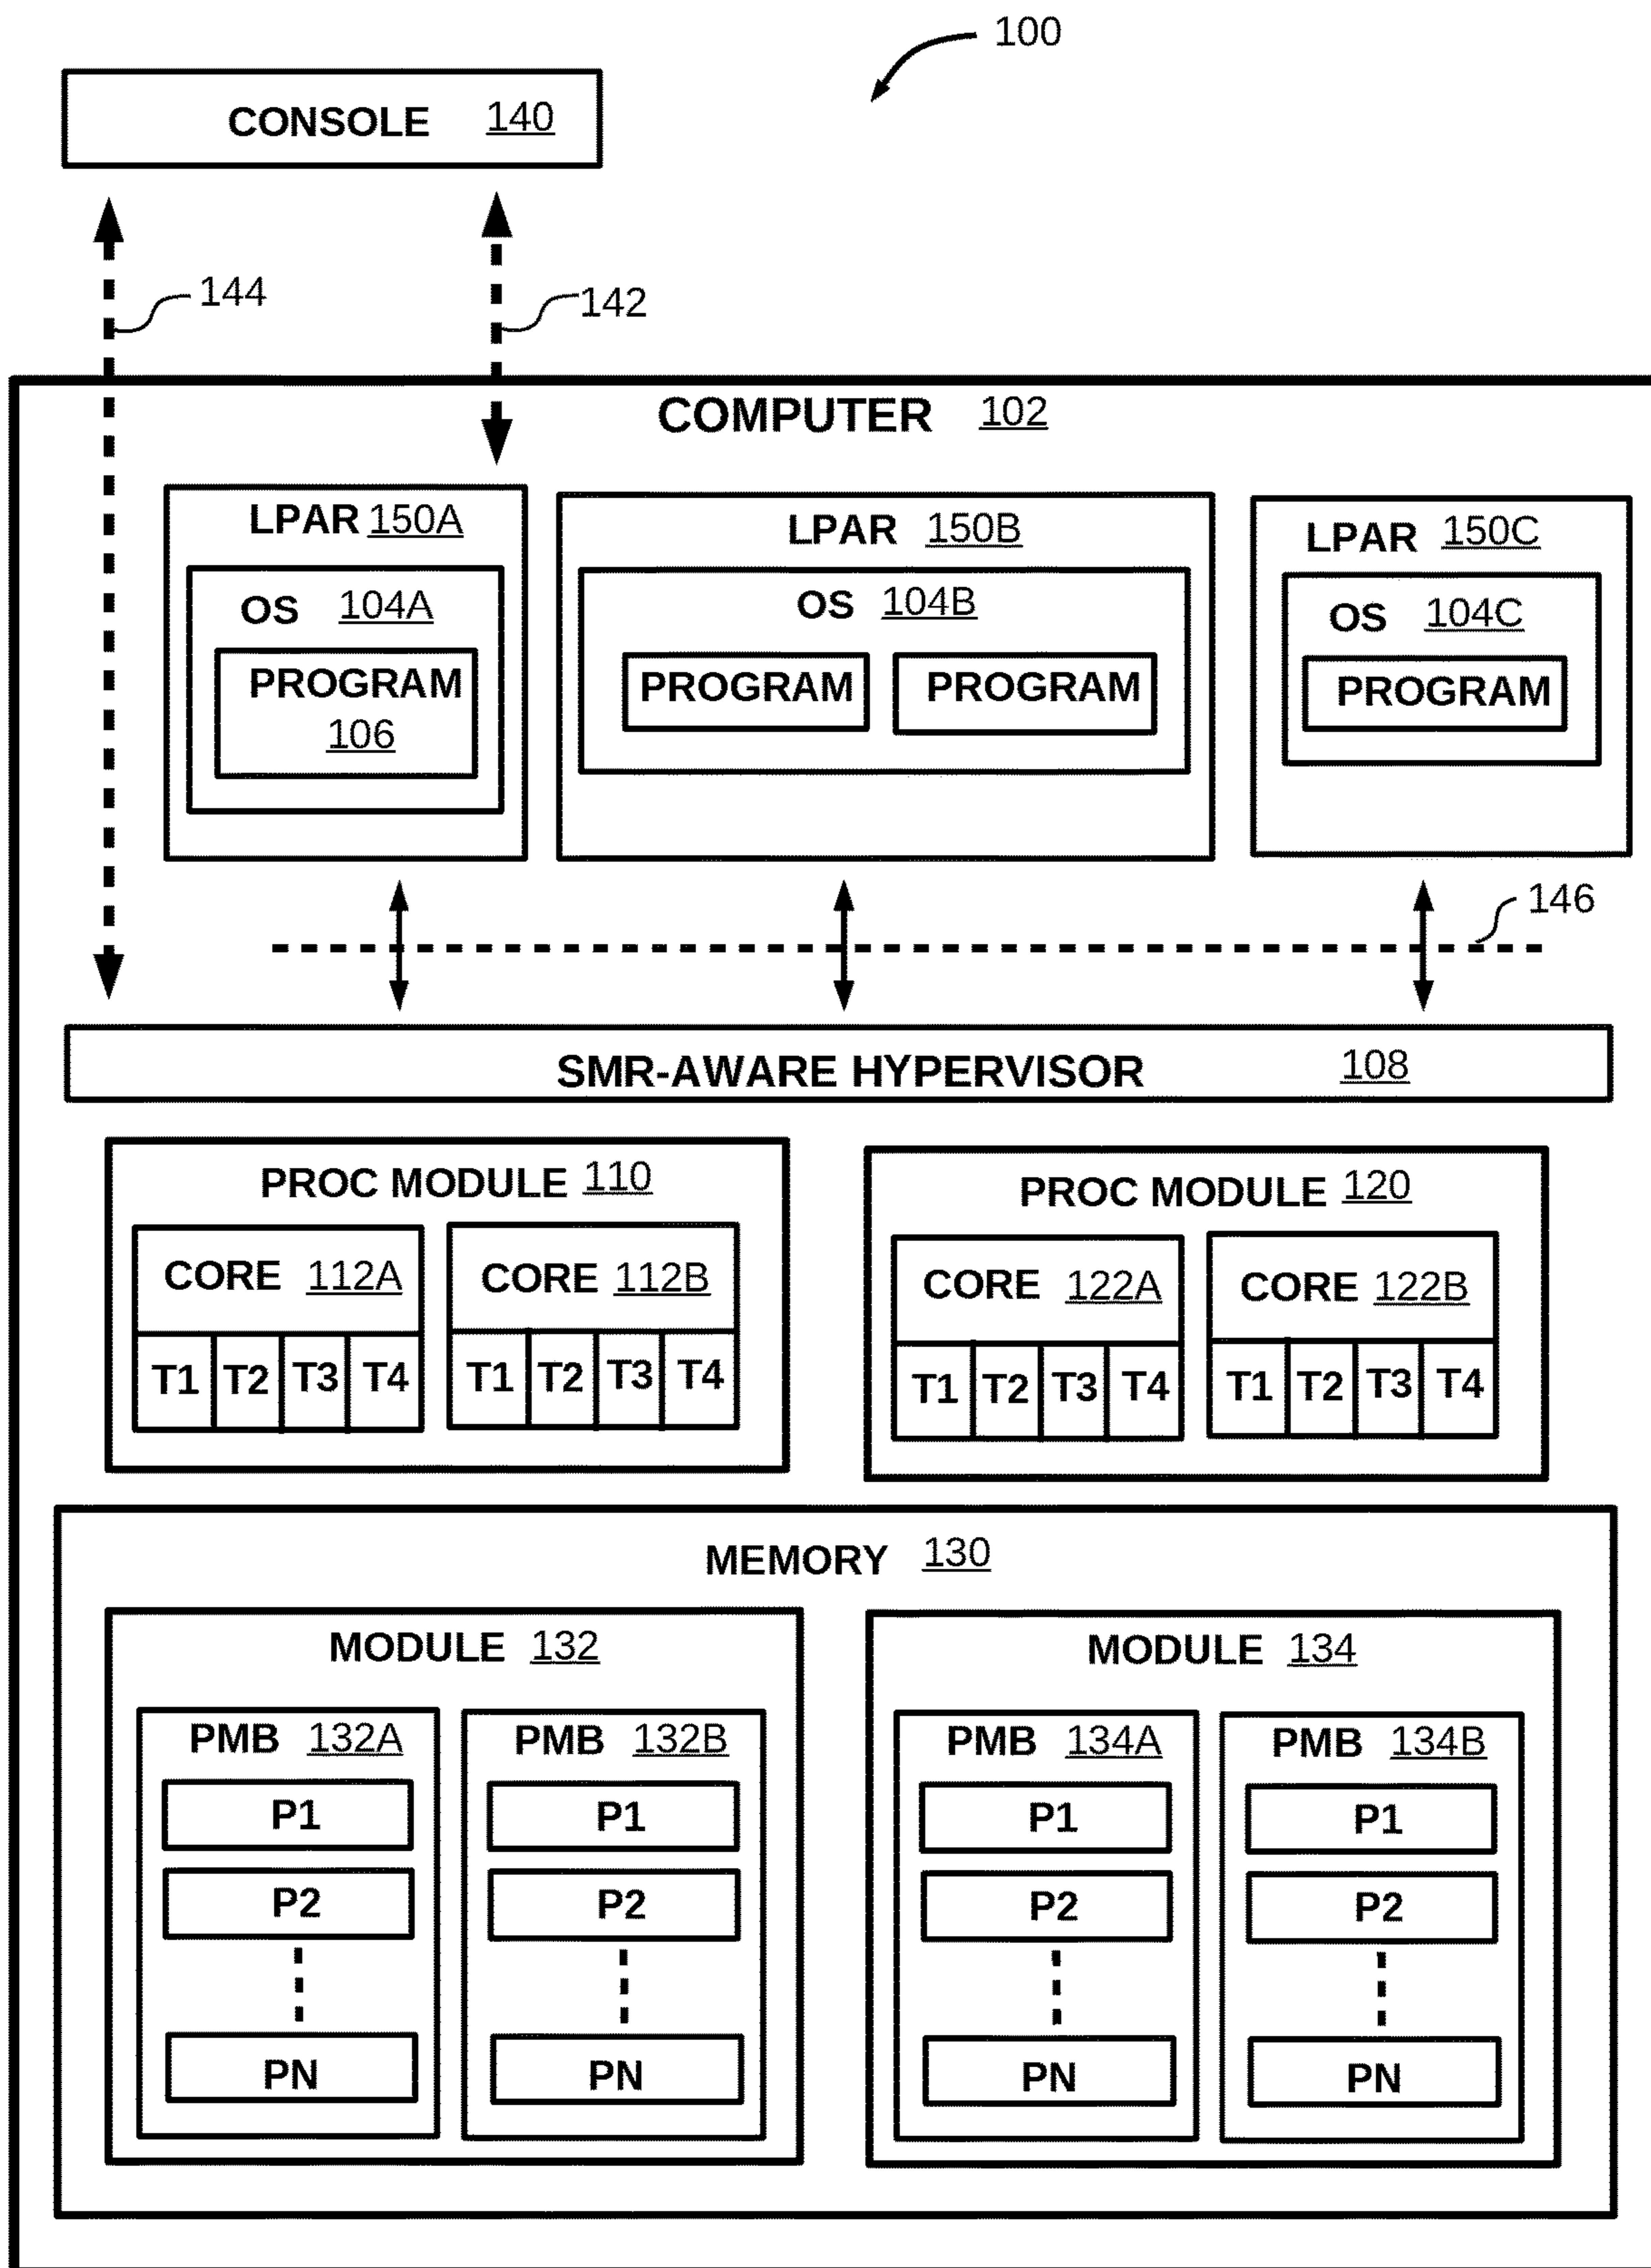 100
CONSOLE 140
144
142
COMPUTER 102
LPAR 150A
OS 104A
PROGRAM
106
LPAR 150B
OS 104B
PROGRAM PROGRAM
LPAR 150C
OS 104C
PROGRAM
146
SMR-AWARE HYPERVISOR 108
PROC MODULE 110
CORE 112A
T1 T2 T3 T4
CORE 112B
T1 T2 T3 T4
PROC MODULE 120
CORE 122A
T1 T2 T3 T4
CORE 122B
T1 T2 T3 T4
MEMORY 130
MODULE 132
PMB 132A
P1
P2
PN
PMB 132B
P1
P2
PN
MODULE 134
PMB 134A
P1
P2
PN
PMB 134B
P1
P2
PN